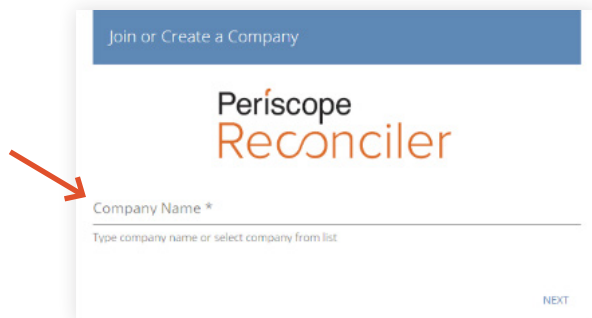 Join or Create a Company
Periscope
Reconciler
Company Name *
Type company name or select company from list
NEXT